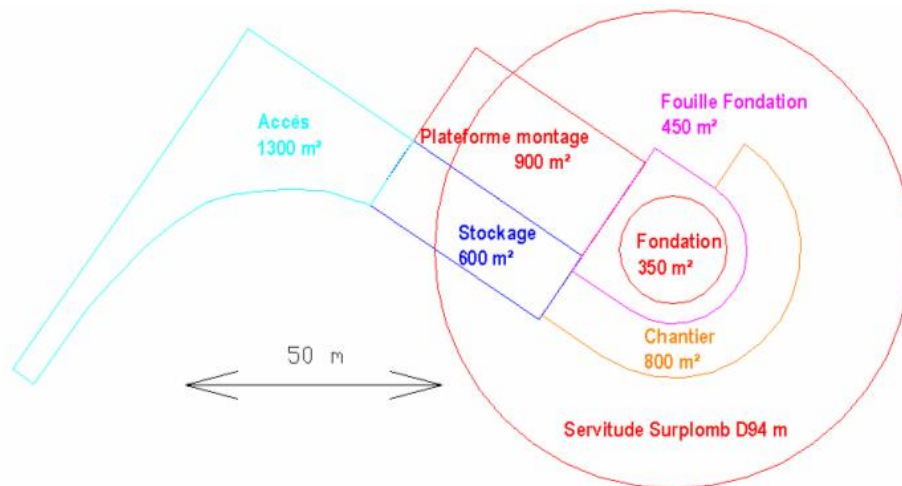 Accés
1300 m²
Plateforme montage
900 m²
Fouille Fondation
450 m²
Stockage
600 m²
Fondation
350 m²
Chantier
800 m²
50 m
Servitude Surplomb D94 m